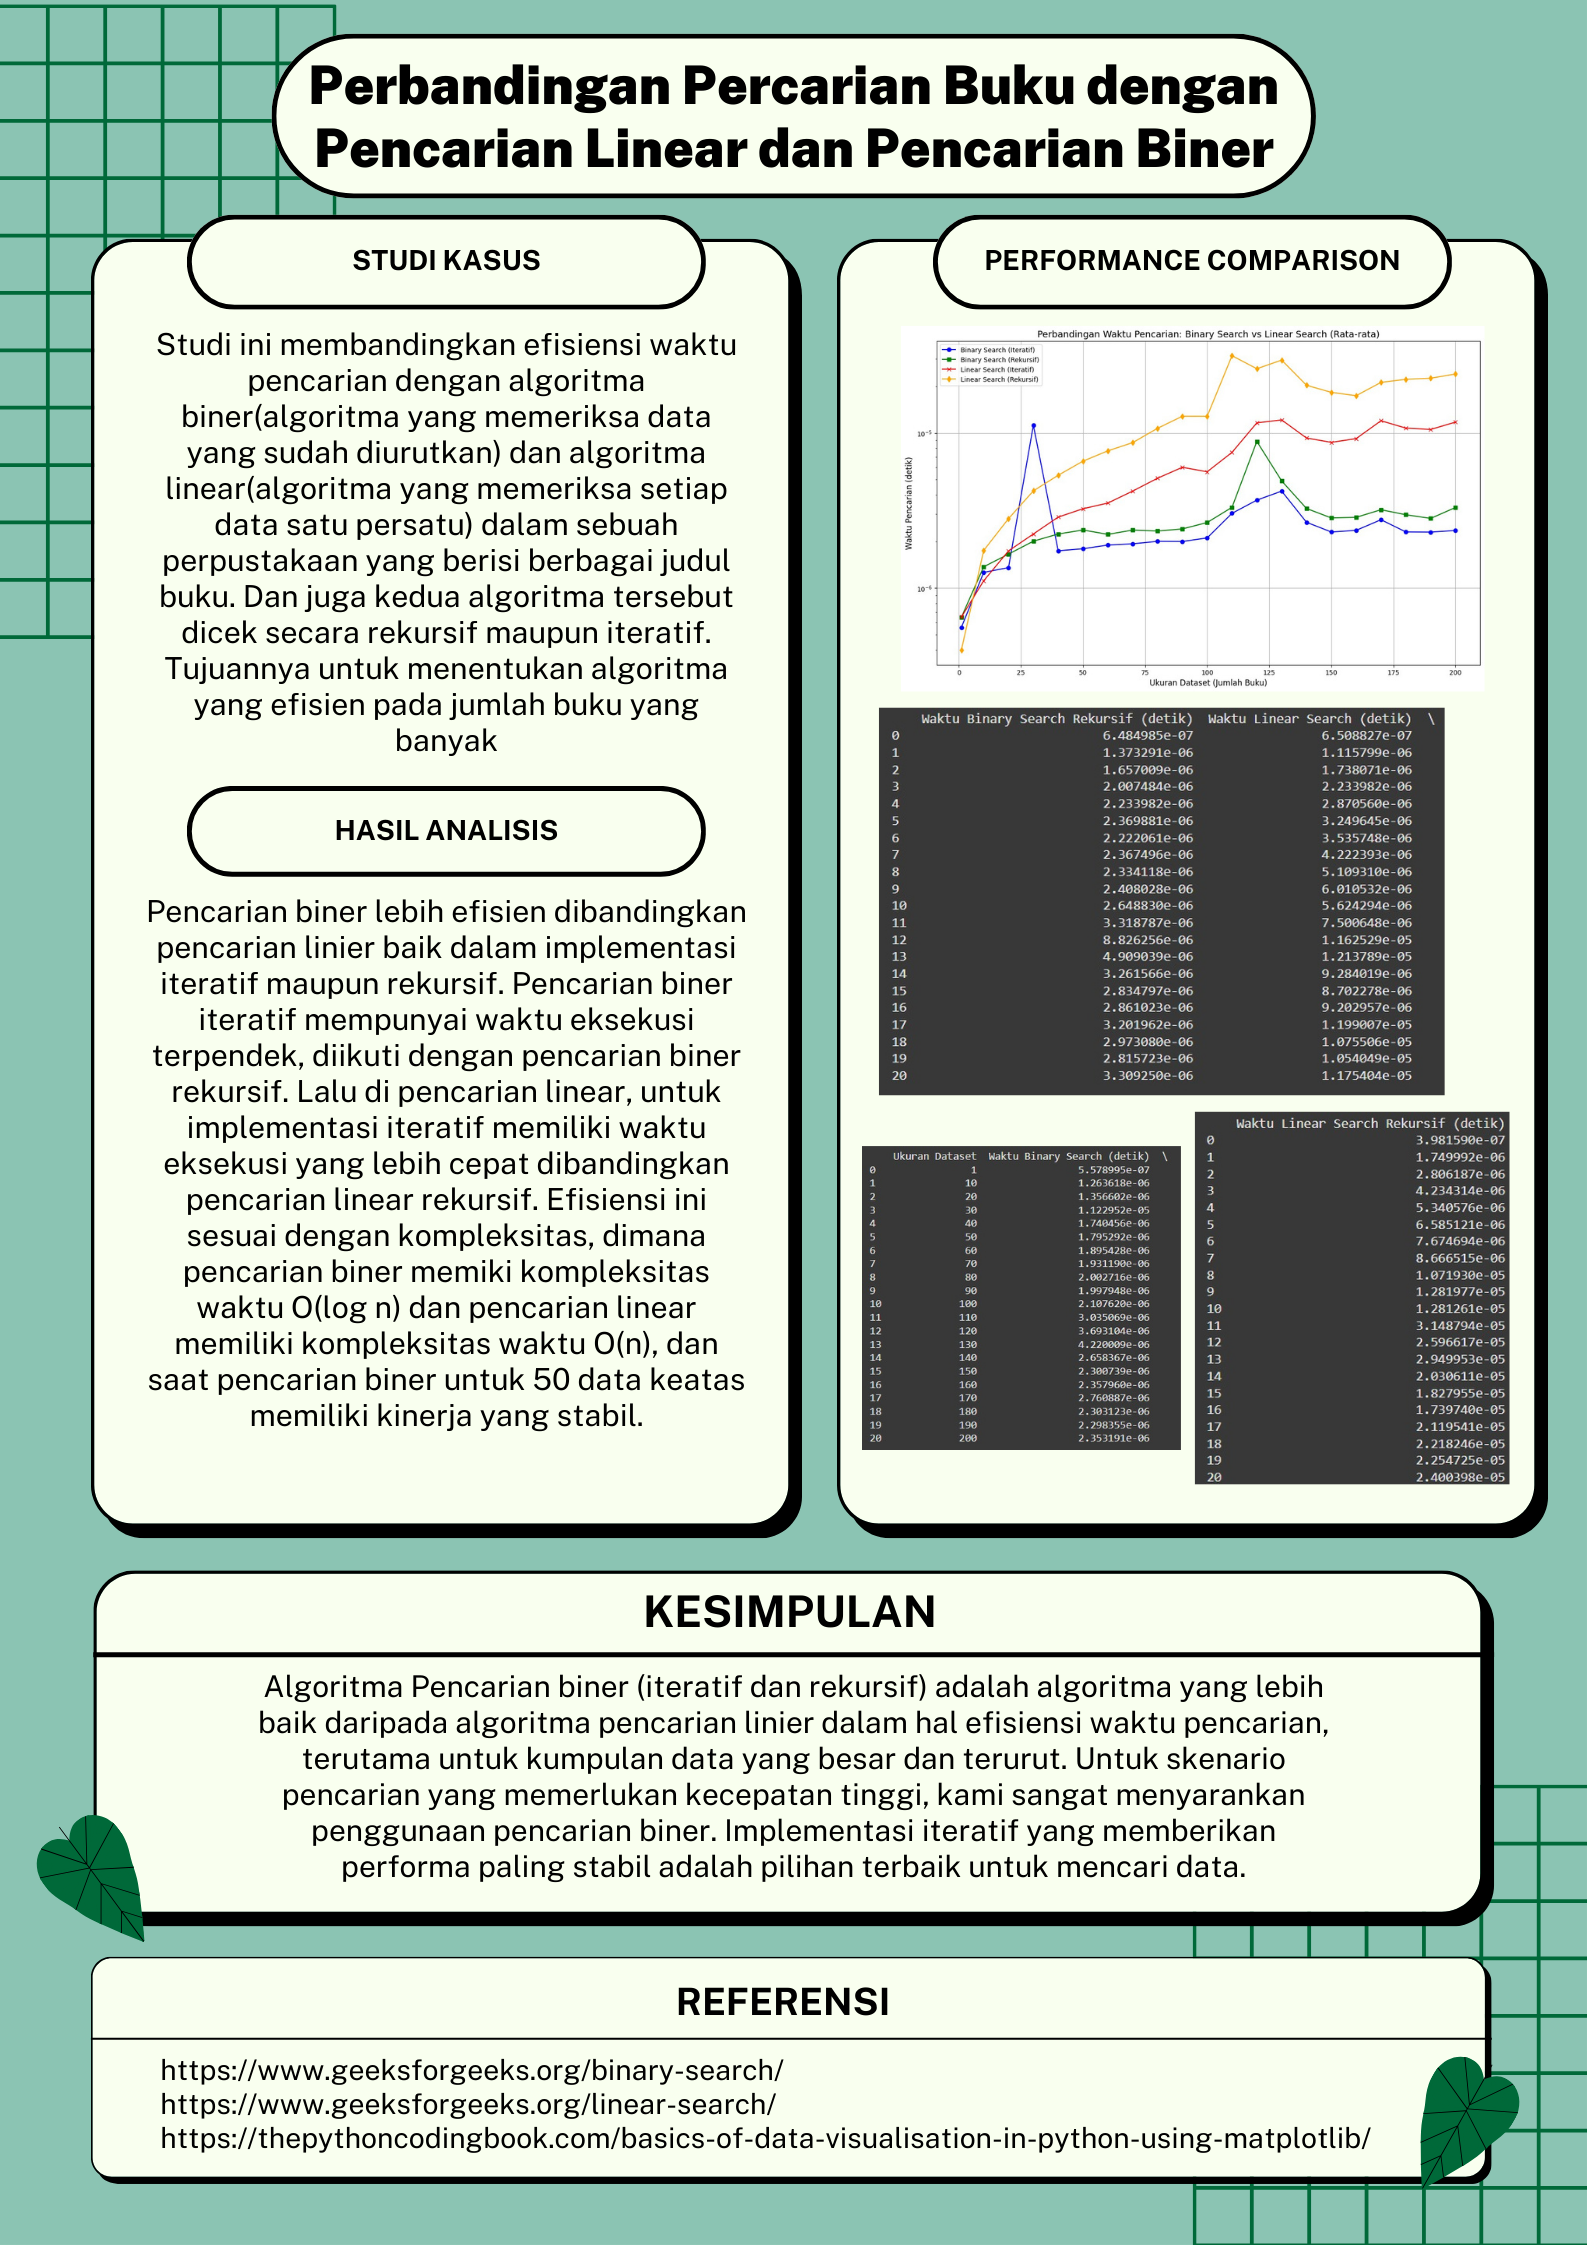 Perbandingan Percarian Buku dengan
Pencarian Linear dan Pencarian Biner
STUDI KASUS
Studi ini membandingkan efisiensi waktu
pencarian dengan algoritma
biner(algoritma yang memeriksa data
yang sudah diurutkan) dan algoritma
linear(algoritma yang memeriksa setiap
data satu persatu) dalam sebuah
perpustakaan yang berisi berbagai judul
buku. Dan juga kedua algoritma tersebut
dicek secara rekursif maupun iteratif.
Tujuannya untuk menentukan algoritma
yang efisien pada jumlah buku yang
banyak
HASIL ANALISIS
Pencarian biner lebih efisien dibandingkan
pencarian linier baik dalam implementasi
iteratif maupun rekursif. Pencarian biner
iteratif mempunyai waktu eksekusi
terpendek, diikuti dengan pencarian biner
rekursif. Lalu di pencarian linear, untuk
implementasi iteratif memiliki waktu
eksekusi yang lebih cepat dibandingkan
pencarian linear rekursif. Efisiensi ini
sesuai dengan kompleksitas, dimana
pencarian biner memiki kompleksitas
waktu O(log n) dan pencarian linear
memiliki kompleksitas waktu O(n), dan
saat pencarian biner untuk 50 data keatas
memiliki kinerja yang stabil.
PERFORMANCE COMPARISON
Perbandingan Waktu Pencarian: Binary Search vs Linear Search (Rata-rata)
Binary Search (Iteratif)
Binary Search (Rekursif)
Linear Search (Iteratif)
Linear Search (Rekursif)
Waktu Pencarian (detik)
10⁻⁵
10⁻⁶
0 25 50 75 100 125 150 175 200
Ukuran Dataset (Jumlah Buku)
Waktu Binary Search Rekursif (detik) Waktu Linear Search (detik) \
0 6.484985e-07 6.508827e-07
1 1.373291e-06 1.115799e-06
2 1.657009e-06 1.738071e-06
3 2.007484e-06 2.233982e-06
4 2.233982e-06 2.870560e-06
5 2.369881e-06 3.249645e-06
6 2.222061e-06 3.535748e-06
7 2.367496e-06 4.222393e-06
8 2.334118e-06 5.109310e-06
9 2.408028e-06 6.010532e-06
10 2.648830e-06 5.624294e-06
11 3.318787e-06 7.500648e-06
12 8.826256e-06 1.162529e-05
13 4.909039e-06 1.213789e-05
14 3.261566e-06 9.284019e-06
15 2.834797e-06 8.702278e-06
16 2.861023e-06 9.202957e-06
17 3.201962e-06 1.199007e-05
18 2.973080e-06 1.075506e-05
19 2.815723e-06 1.054049e-05
20 3.309250e-06 1.175404e-05
Ukuran Dataset Waktu Binary Search (detik) \
0 1 5.578995e-07
1 10 1.263618e-06
2 20 1.356602e-06
3 30 1.122952e-05
4 40 1.740456e-06
5 50 1.795292e-06
6 60 1.895428e-06
7 70 1.931190e-06
8 80 2.002716e-06
9 90 1.997948e-06
10 100 2.107620e-06
11 110 3.035069e-06
12 120 3.693104e-06
13 130 4.220009e-06
14 140 2.658367e-06
15 150 2.300739e-06
16 160 2.357960e-06
17 170 2.760887e-06
18 180 2.303123e-06
19 190 2.298355e-06
20 200 2.353191e-06
Waktu Linear Search Rekursif (detik)
0 3.981590e-07
1 1.749992e-06
2 2.806187e-06
3 4.234314e-06
4 5.340576e-06
5 6.585121e-06
6 7.674694e-06
7 8.666515e-06
8 1.071930e-05
9 1.281977e-05
10 1.281261e-05
11 3.148794e-05
12 2.596617e-05
13 2.949953e-05
14 2.030611e-05
15 1.827955e-05
16 1.739740e-05
17 2.119541e-05
18 2.218246e-05
19 2.254725e-05
20 2.400398e-05
KESIMPULAN
Algoritma Pencarian biner (iteratif dan rekursif) adalah algoritma yang lebih
baik daripada algoritma pencarian linier dalam hal efisiensi waktu pencarian,
terutama untuk kumpulan data yang besar dan terurut. Untuk skenario
pencarian yang memerlukan kecepatan tinggi, kami sangat menyarankan
penggunaan pencarian biner. Implementasi iteratif yang memberikan
performa paling stabil adalah pilihan terbaik untuk mencari data.
REFERENSI
https://www.geeksforgeeks.org/binary-search/
https://www.geeksforgeeks.org/linear-search/
https://thepythoncodingbook.com/basics-of-data-visualisation-in-python-using-matplotlib/